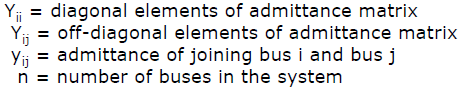 Yii = diagonal elements of admittance matrix
Yij = off-diagonal elements of admittance matrix
yij = admittance of joining bus i and bus j
n = number of buses in the system